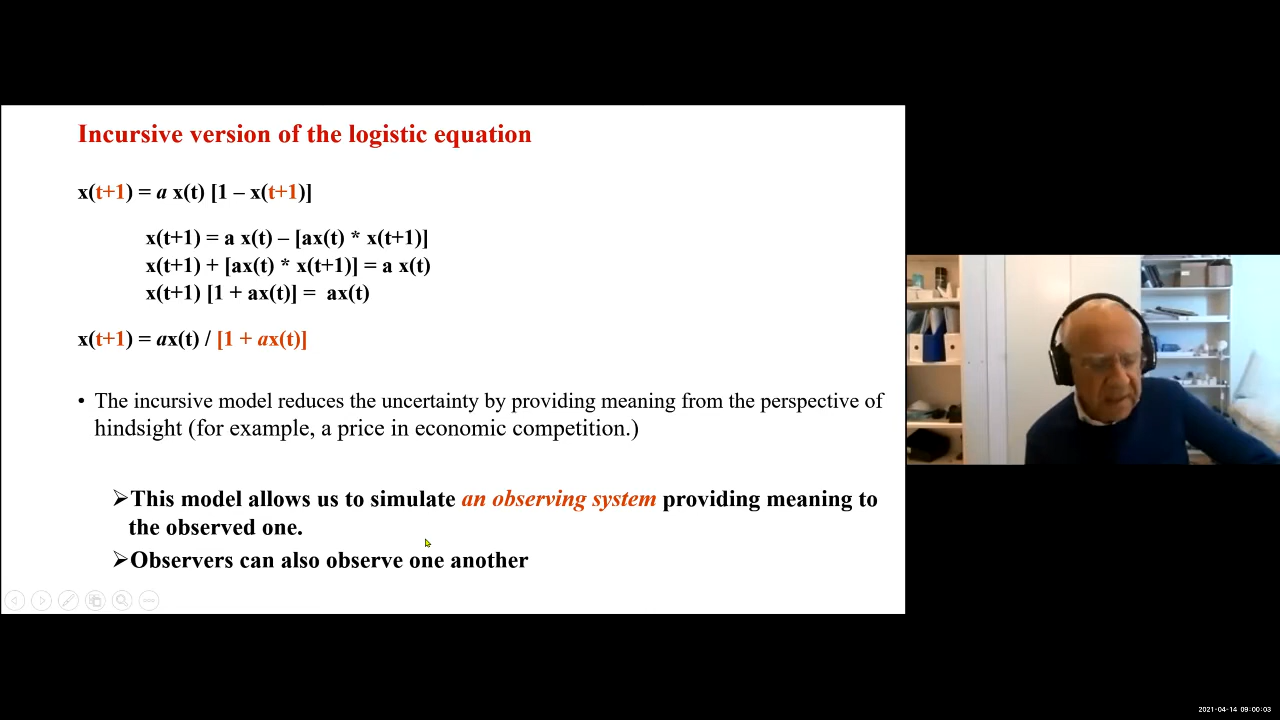 Incursive version of the logistic equation
x(t+1) = a x(t) [1 – x(t+1)]
x(t+1) = a x(t) – [ax(t) * x(t+1)]
x(t+1) + [ax(t) * x(t+1)] = a x(t)
x(t+1) [1 + ax(t)] =  ax(t)
x(t+1) = ax(t) / [1 + ax(t)]
• The incursive model reduces the uncertainty by providing meaning from the perspective of
hindsight (for example, a price in economic competition.)
➢This model allows us to simulate an observing system providing meaning to
the observed one.
➢Observers can also observe one another
2021-04-14 09:00:03